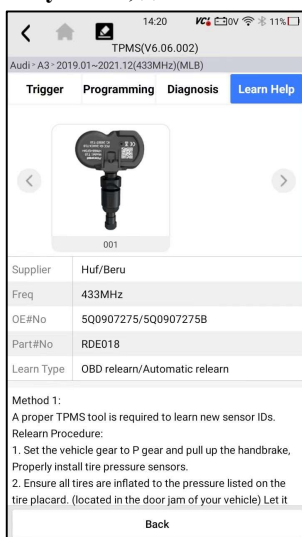 14:20 VCI 0V 11%
TPMS(V6.06.002)
Audi > A3 > 2019.01~2021.12(433MHz)(MLB)
Trigger Programming Diagnosis Learn Help
001
Supplier Huf/Beru
Freq 433MHz
OE#No 5Q0907275/5Q0907275B
Part#No RDE018
Learn Type OBD relearn/Automatic relearn
Method 1:
A proper TPMS tool is required to learn new sensor IDs.
Relearn Procedure:
1. Set the vehicle gear to P gear and pull up the handbrake,
Properly install tire pressure sensors.
2. Ensure all tires are inflated to the pressure listed on the
tire placard. (located in the door jam of your vehicle) Let it
Back